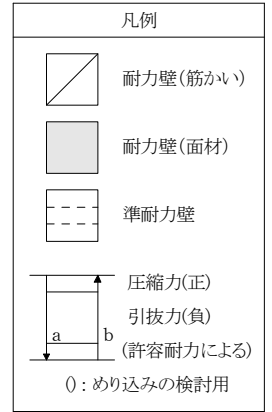 凡例
耐力壁(筋かい)
耐力壁(面材)
準耐力壁
圧縮力(正)
引抜力(負)
a b (許容耐力による)
():めり込みの検討用